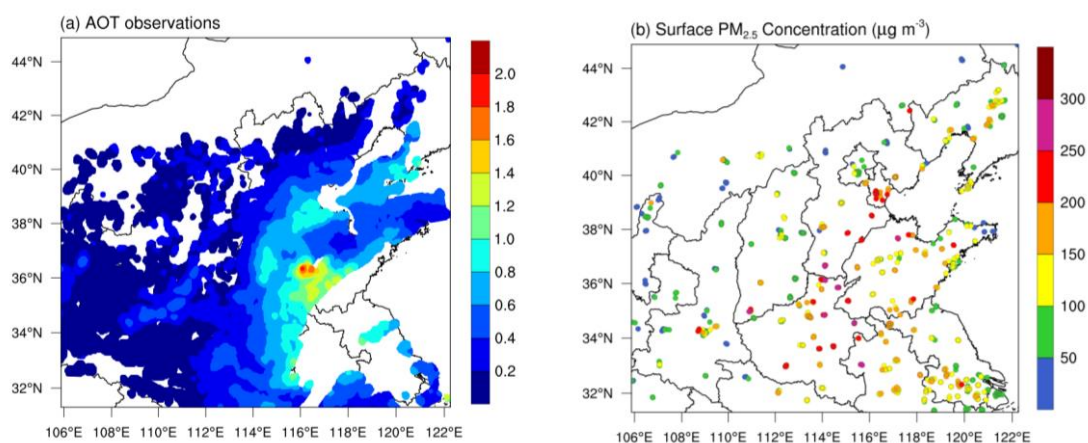 (a) AOT observations
44°N
42°N
40°N
38°N
36°N
34°N
32°N
106°E 108°E 110°E 112°E 114°E 116°E 118°E 120°E 122°E
2.0
1.8
1.6
1.4
1.2
1.0
0.8
0.6
0.4
0.2
(b) Surface PM2.5 Concentration (µg m-3)
44°N
42°N
40°N
38°N
36°N
34°N
32°N
106°E 108°E 110°E 112°E 114°E 116°E 118°E 120°E 122°E
300
250
200
150
100
50